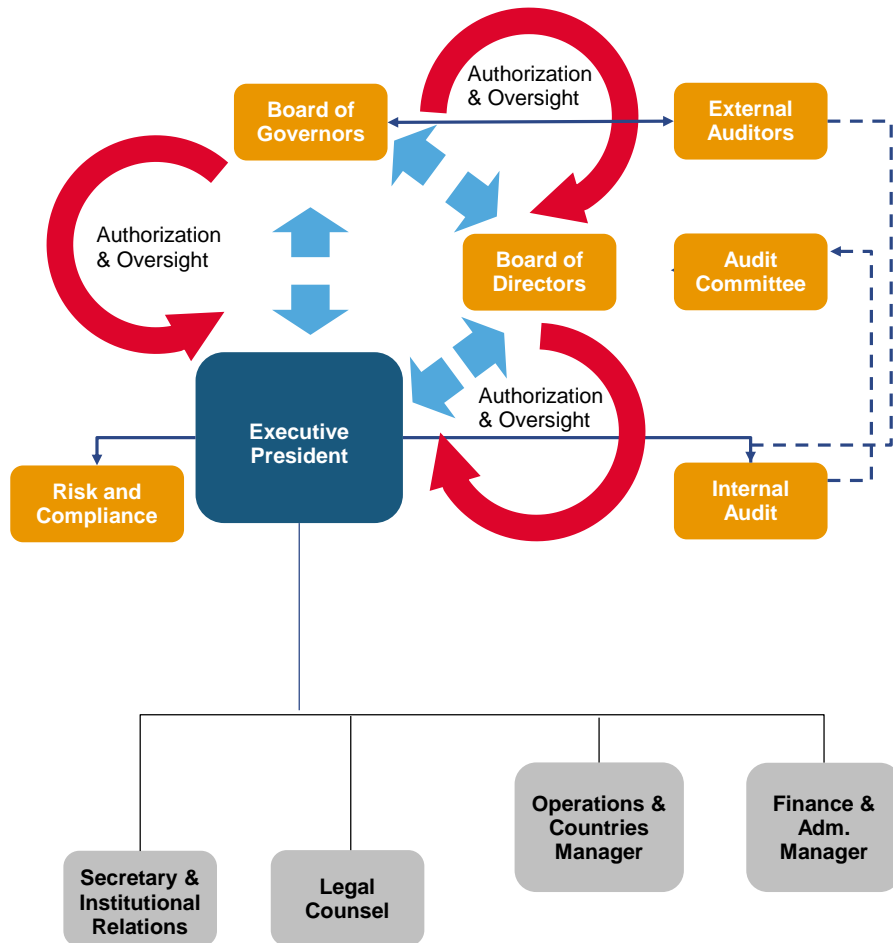 Authorization
& Oversight
Board of
Governors
External
Auditors
Authorization
& Oversight
Board of
Directors
Audit
Committee
Authorization
& Oversight
Executive
President
Risk and
Compliance
Internal
Audit
Operations &
Countries
Manager
Finance &
Adm.
Manager
Secretary &
Institutional
Relations
Legal
Counsel